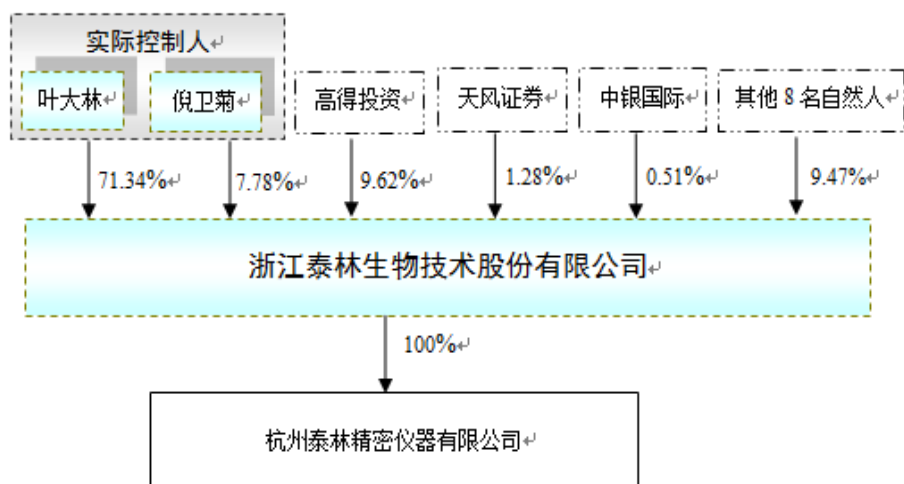 实际控制人↵
叶大林↵
倪卫菊↵
高得投资↵
天风证券↵
中银国际↵
其他 8 名自然人↵
71.34%↵
7.78%↵
9.62%↵
1.28%↵
0.51%↵
9.47%↵
浙江泰林生物技术股份有限公司↵
100%↵
杭州泰林精密仪器有限公司↵